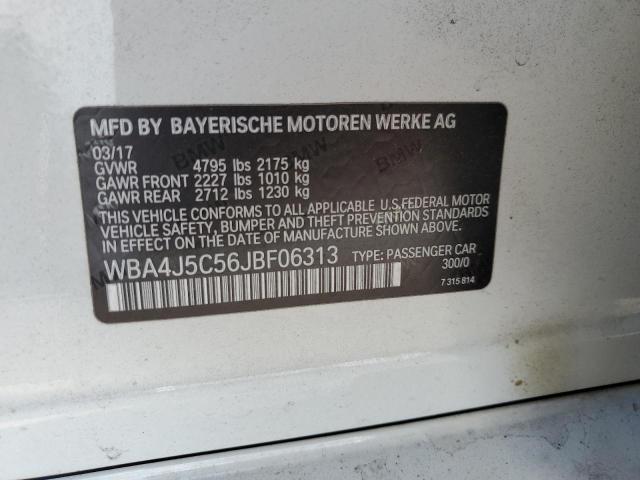 MFD BY BAYERISCHE MOTOREN WERKE AG
03/17
GVWR 4795 lbs 2175 kg
GAWR FRONT 2227 lbs 1010 kg
GAWR REAR 2712 lbs 1230 kg
THIS VEHICLE CONFORMS TO ALL APPLICABLE U.S.FEDERAL MOTOR
VEHICLE SAFETY, BUMPER AND THEFT PREVENTION STANDARDS
IN EFFECT ON THE DATE OF MANUFACTURE SHOWN ABOVE.
WBA4J5C56JBF06313 TYPE: PASSENGER CAR
300/0
7 315 814